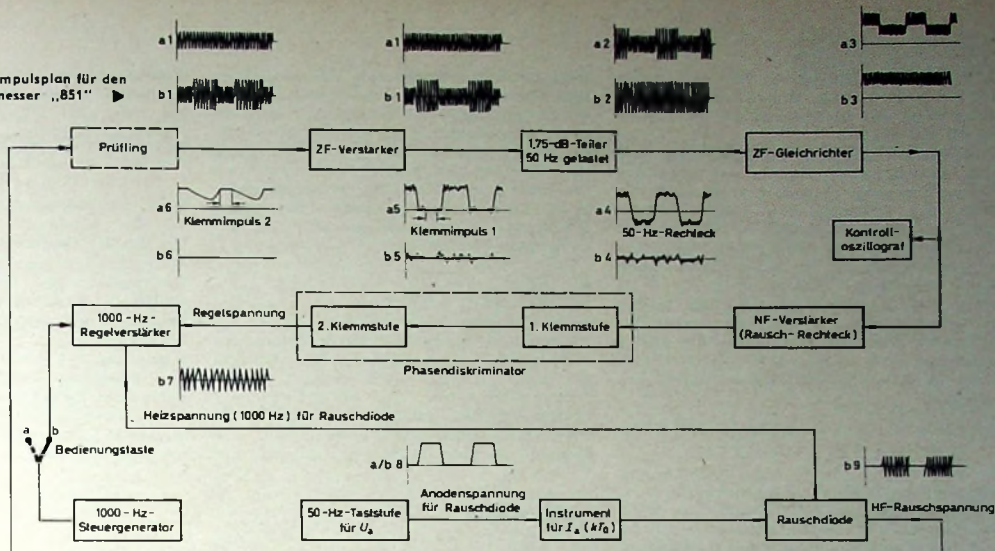 a1
a1
a2
a3
mpulsplan für den
messer „851" ▶
b1
b1
b2
b3
Prüfling
ZF-Verstärker
1,75-dB-Teiler
50 Hz getastet
ZF-Gleichrichter
a6
Klemmimpuls 2
a5
Klemmimpuls 1
a4
50-Hz-Rechteck
Kontroll-
oszillograf
b6
b5
b4
1000-Hz-
Regelverstärker
Regelspannung
2. Klemmstufe
1. Klemmstufe
NF-Verstärker
(Rausch-Rechteck)
Phasendiskriminator
b7
Heizspannung (1000 Hz) für Rauschdiode
a
b
Bedienungstaste
a/b 8
b9
1000-Hz-
Steuergenerator
50-Hz-Taststufe
für Ua
Anodenspannung
für Rauschdiode
Instrument
für Ia (kT0)
Rauschdiode
HF-Rauschspannung